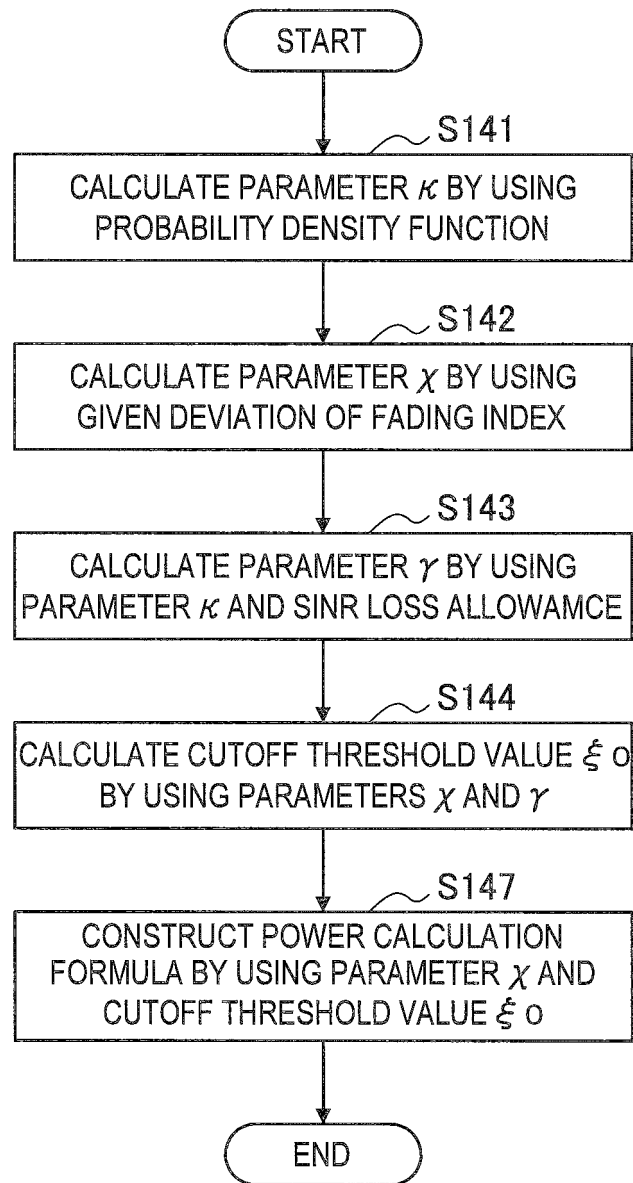 START
S141
CALCULATE PARAMETER κ BY USING
PROBABILITY DENSITY FUNCTION
S142
CALCULATE PARAMETER χ BY USING
GIVEN DEVIATION OF FADING INDEX
S143
CALCULATE PARAMETER γ BY USING
PARAMETER κ AND SINR LOSS ALLOWAMCE
S144
CALCULATE CUTOFF THRESHOLD VALUE ξ o
BY USING PARAMETERS χ AND γ
S147
CONSTRUCT POWER CALCULATION
FORMULA BY USING PARAMETER χ AND
CUTOFF THRESHOLD VALUE ξ o
END